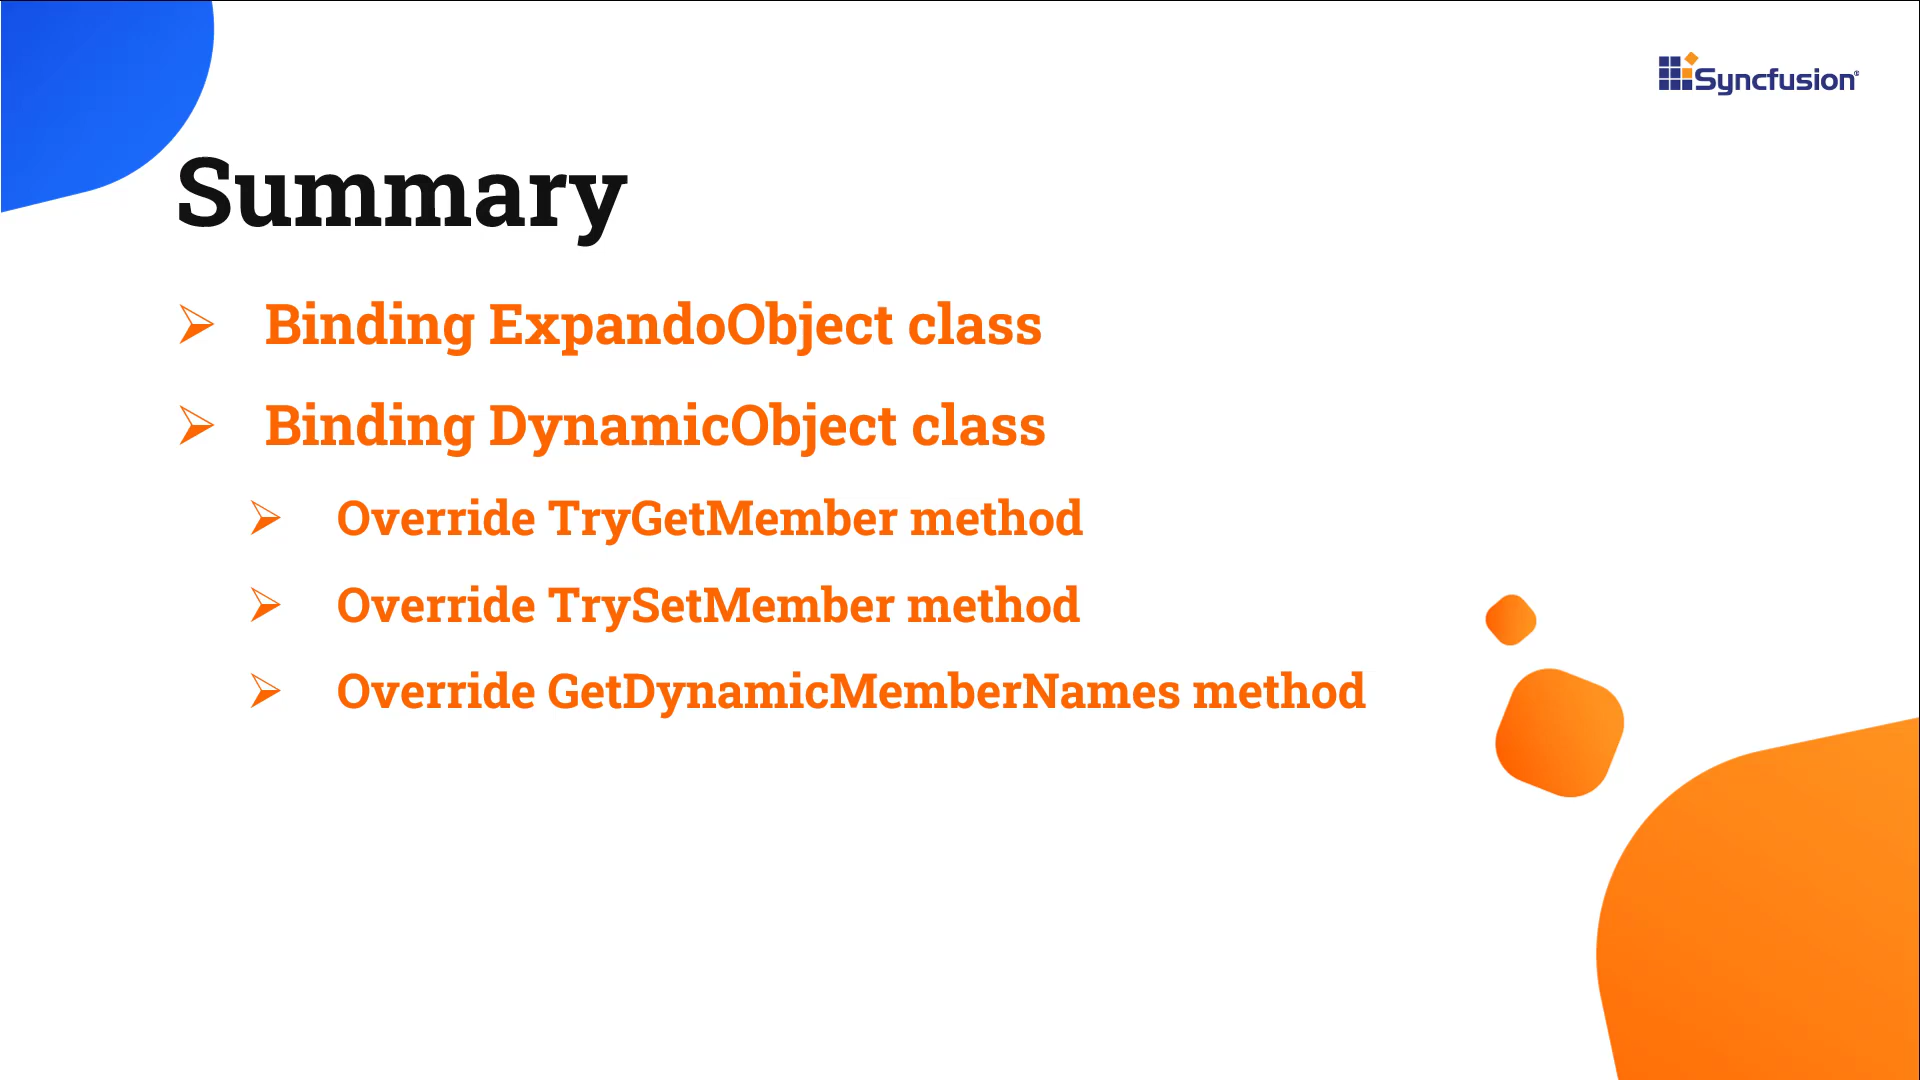 Syncfusion®
Summary
➢ Binding ExpandoObject class
➢ Binding DynamicObject class
➢ Override TryGetMember method
➢ Override TrySetMember method
➢ Override GetDynamicMemberNames method